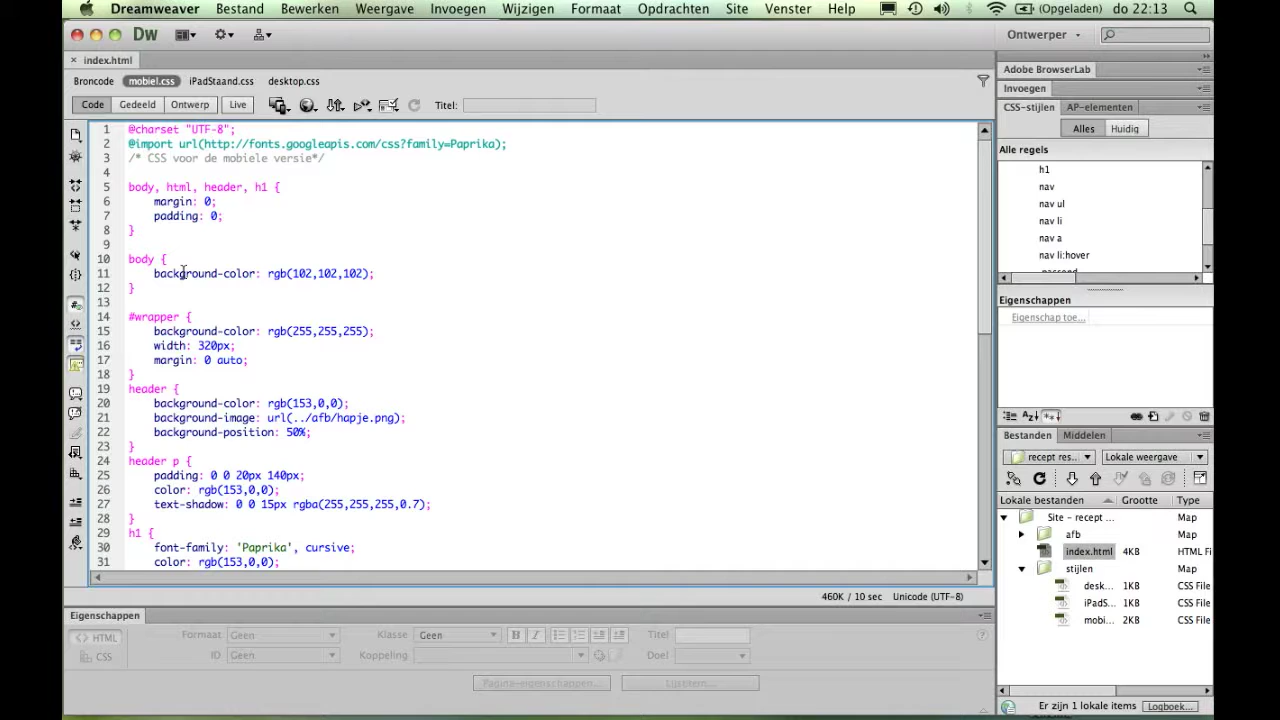 Dreamweaver Bestand Bewerken Weergave Invoegen Wijzigen Formaat Opdrachten Site Venster Help (Opgeladen) do 22:13
Dw Ontwerper
× index.html
Broncode mobiel.css iPadStaand.css desktop.css
Code Gedeeld Ontwerp Live Titel:
1 @charset "UTF-8";
2 @import url(http://fonts.googleapis.com/css?family=Paprika);
3 /* CSS voor de mobiele versie*/
4
5 body, html, header, h1 {
6 margin: 0;
7 padding: 0;
8 }
9
10 body {
11 background-color: rgb(102,102,102);
12 }
13
14 #wrapper {
15 background-color: rgb(255,255,255);
16 width: 320px;
17 margin: 0 auto;
18 }
19 header {
20 background-color: rgb(153,0,0);
21 background-image: url(../afb/hapje.png);
22 background-position: 50%;
23 }
24 header p {
25 padding: 0 0 20px 140px;
26 color: rgb(153,0,0);
27 text-shadow: 0 0 15px rgba(255,255,255,0.7);
28 }
29 h1 {
30 font-family: 'Paprika', cursive;
31 color: rgb(153,0,0);
460K / 10 sec Unicode (UTF-8)
Eigenschappen
<> HTML Formaat Geen Klasse Geen B I Titel
CSS ID Geen Koppeling Doel
Pagina-eigenschappen... Lijstitem...
Adobe BrowserLab
Invoegen
CSS-stijlen AP-elementen
Alles Huidig
Alle regels
h1
nav
nav ul
nav li
nav a
nav li:hover
Eigenschappen
Eigenschap toe...
Bestanden Middelen
recept res... Lokale weergave
Lokale bestanden Grootte Type
Site - recept ... Map
afb Map
index.html 4KB HTML Fi
stijlen Map
desk... 1KB CSS File
iPadS... 1KB CSS File
mobi... 2KB CSS File
Er zijn 1 lokale items Logboek...